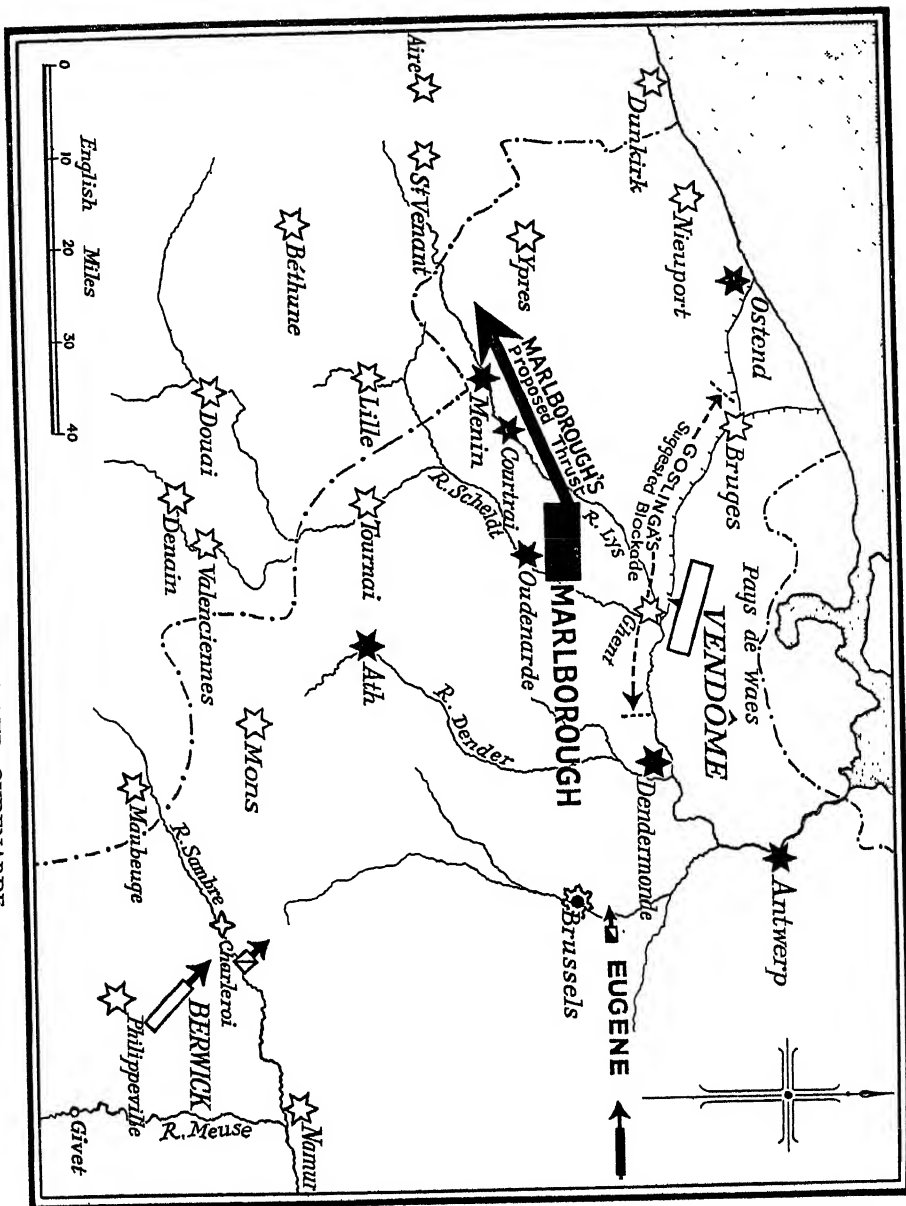 Antwerp
Ostend
Pays de Waes
Bruges
Dunkirk
Nieuport
VENDÔME
GOSLINGA'S
Suggested Blockade
Ghent
Dendermonde
EUGENE
R. Lys
Brussels
MARLBOROUGH'S
Proposed Thrust
MARLBOROUGH
Ypres
Courtrai
Oudenarde
Menin
R. Scheldt
R. Dender
Aire
St Venant
Lille
Tournai
Ath
Béthune
Mons
Namur
Douai
Valenciennes
Denain
R. Sambre
Charleroi
BERWICK
Maubeuge
Philippeville
R. Meuse
Givet
0 10 20 30 40
English Miles